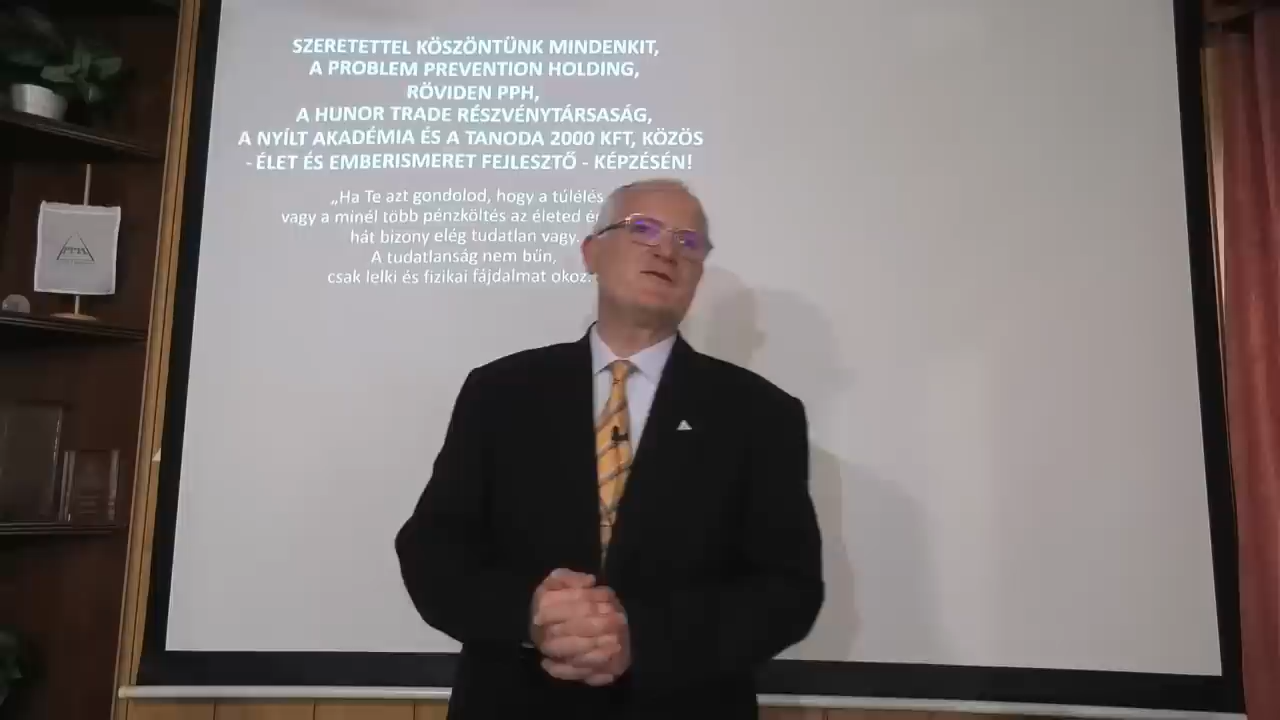 SZERETETTEL KÖSZÖNTÜNK MINDENKIT,
A PROBLEM PREVENTION HOLDING,
RÖVIDEN PPH,
A HUNOR TRADE RÉSZVÉNYTÁRSASÁG,
A NYÍLT AKADÉMIA ÉS A TANODA 2000 KFT, KÖZÖS
- ÉLET ÉS EMBERISMERET FEJLESZTŐ - KÉPZÉSÉN!
„Ha Te azt gondolod, hogy a túlélés
vagy a minél több pénzköltés az életed
hát bizony elég tudatlan vagy.
A tudatlanság nem bűn,
csak lelki és fizikai fájdalmat okoz.
PPH